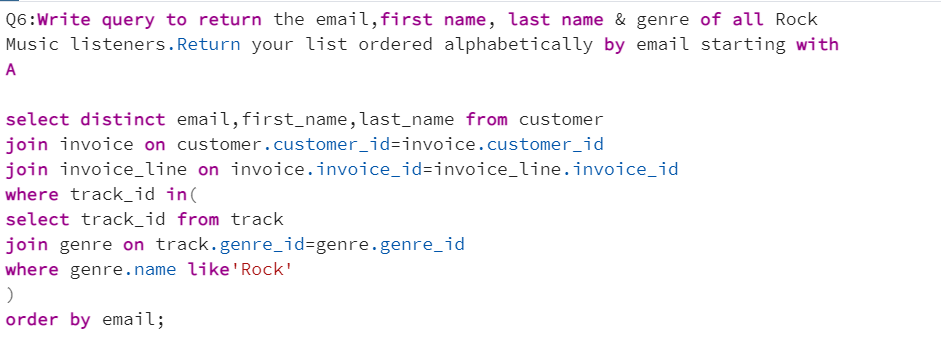 Q6:Write query to return the email,first name, last name & genre of all Rock
Music listeners.Return your list ordered alphabetically by email starting with
A
select distinct email,first_name,last_name from customer
join invoice on customer.customer_id=invoice.customer_id
join invoice_line on invoice.invoice_id=invoice_line.invoice_id
where track_id in(
select track_id from track
join genre on track.genre_id=genre.genre_id
where genre.name like'Rock'
)
order by email;